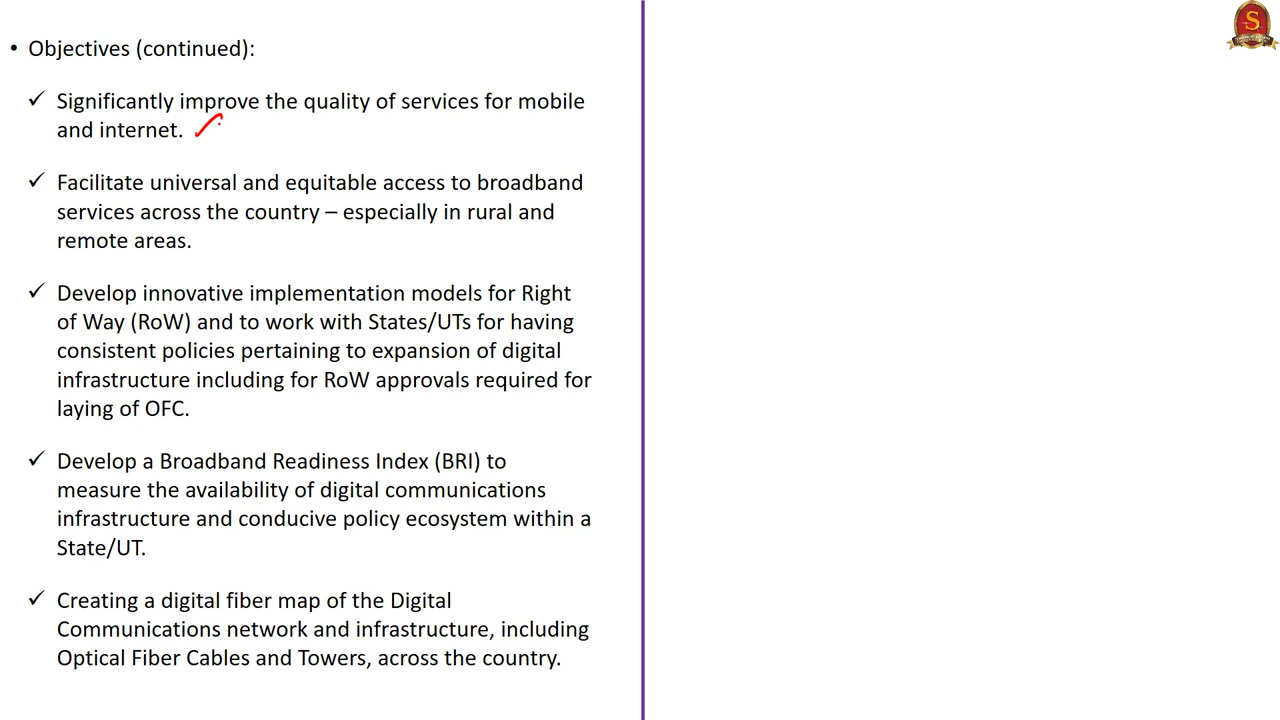 • Objectives (continued):
✓ Significantly improve the quality of services for mobile
and internet.
✓ Facilitate universal and equitable access to broadband
services across the country – especially in rural and
remote areas.
✓ Develop innovative implementation models for Right
of Way (RoW) and to work with States/UTs for having
consistent policies pertaining to expansion of digital
infrastructure including for RoW approvals required for
laying of OFC.
✓ Develop a Broadband Readiness Index (BRI) to
measure the availability of digital communications
infrastructure and conducive policy ecosystem within a
State/UT.
✓ Creating a digital fiber map of the Digital
Communications network and infrastructure, including
Optical Fiber Cables and Towers, across the country.
S